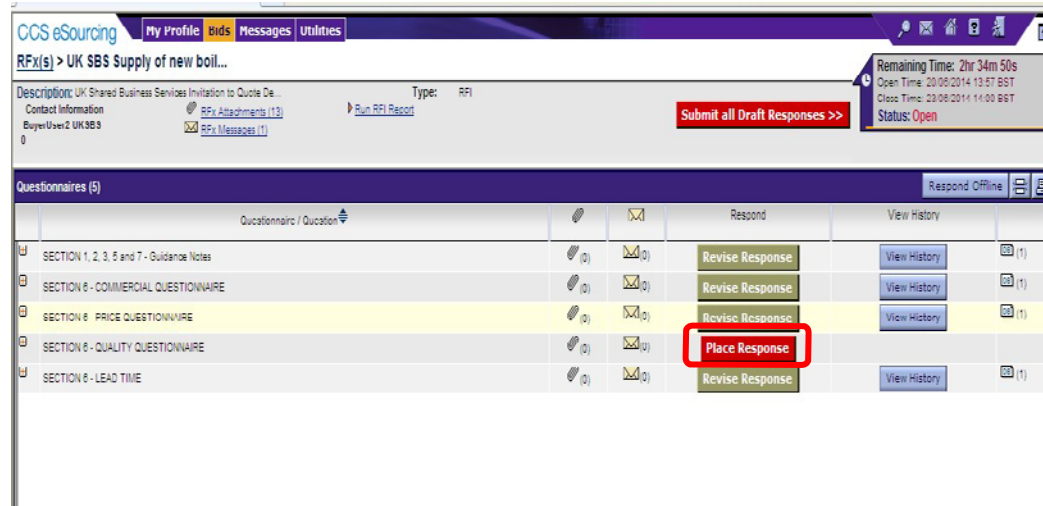 CCS eSourcing My Profile Bids Messages Utilities
RFx(s) > UK SBS Supply of new boil...
Remaining Time: 2hr 34m 50s
Open Time: 20/06/2014 13:57 BST
Close Time: 23/06/2014 14:00 BST
Status: Open
Description: UK Shared Business Services Invitation to Quote De... Type: RFI
Contact Information RFx Attachments (13) Run RFI Report
BuyerUser2 UKSBS RFx Messages (1)
0
Submit all Draft Responses >>
Questionnaires (5) Respond Offline
Questionnaire / Question Respond View History
SECTION 1, 2, 3, 5 and 7 - Guidance Notes (0) (0) Revise Response View History (1)
SECTION 6 - COMMERCIAL QUESTIONNAIRE (0) (0) Revise Response View History (1)
SECTION 6 PRICE QUESTIONNAIRE (0) (0) Revise Response View History (1)
SECTION 6 - QUALITY QUESTIONNAIRE (0) (0) Place Response
SECTION 6 - LEAD TIME (0) (0) Revise Response View History (1)